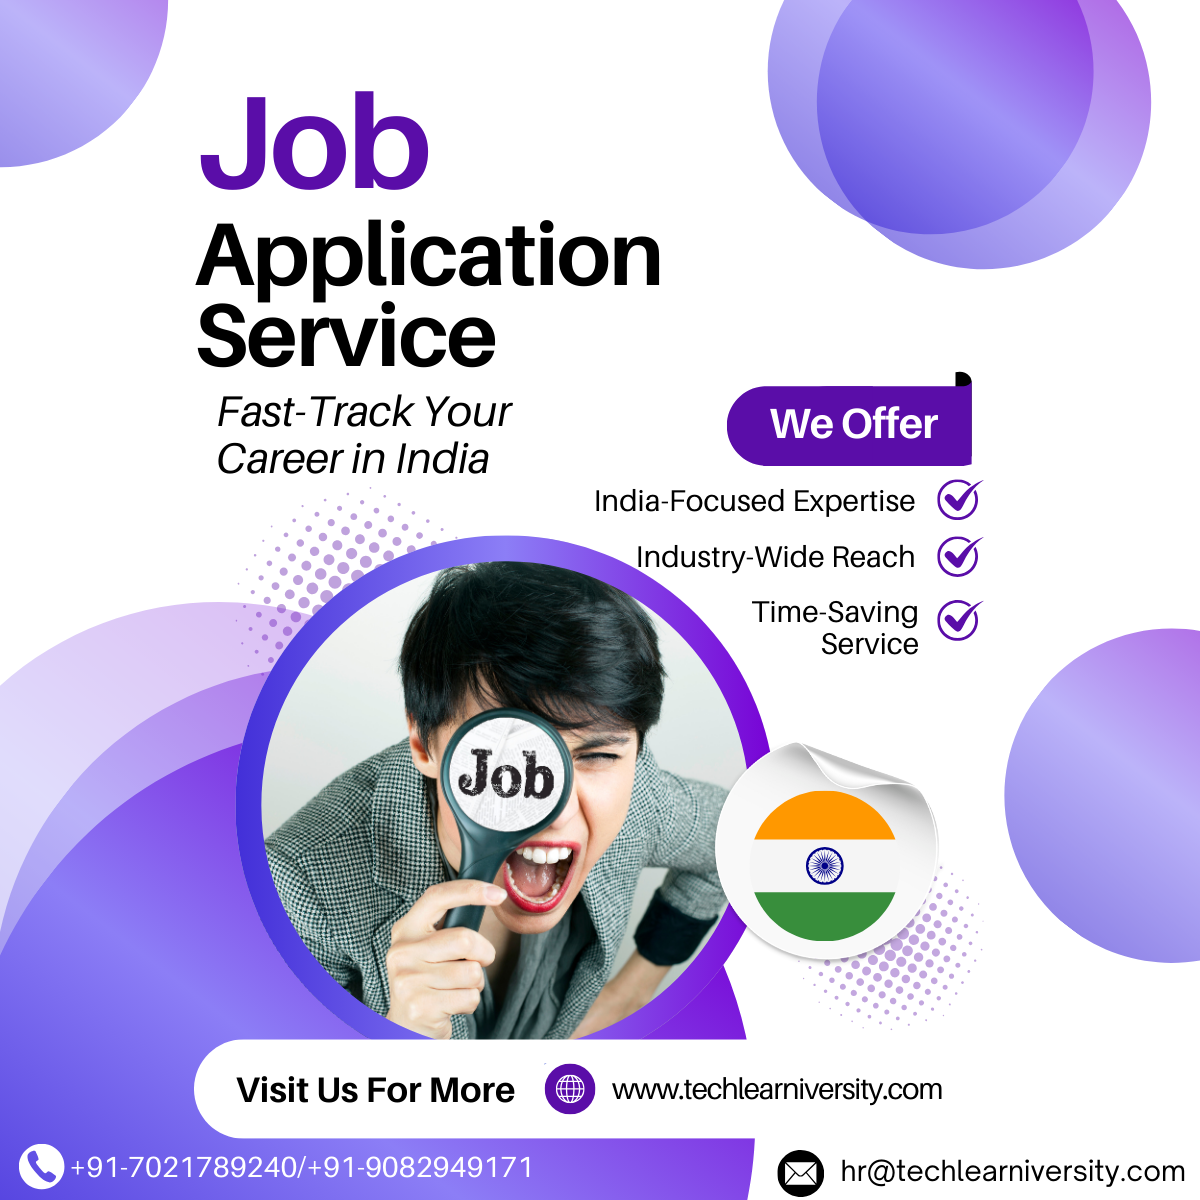 Job
Application
Service
Fast-Track Your
Career in India
We Offer
India-Focused Expertise
Industry-Wide Reach
Time-Saving
Service
Job
Visit Us For More
www.techlearniversity.com
+91-7021789240/+91-9082949171
hr@techlearniversity.com